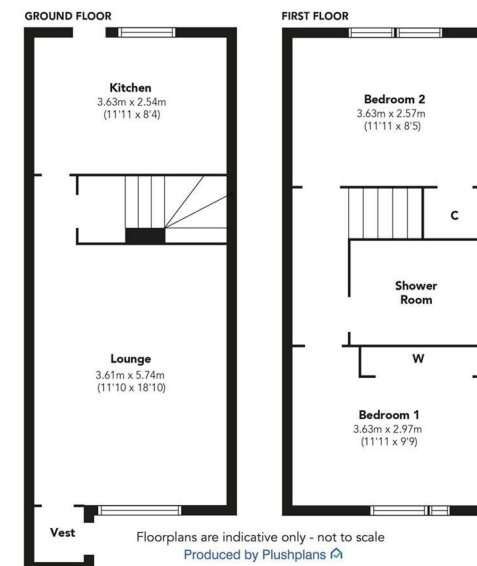 GROUND FLOOR
Kitchen
3.63m x 2.54m
(11'11 x 8'4)
Lounge
3.61m x 5.74m
(11'10 x 18'10)
Vest
FIRST FLOOR
Bedroom 2
3.63m x 2.57m
(11'11 x 8'5)
C
Shower
Room
W
Bedroom 1
3.63m x 2.97m
(11'11 x 9'9)
Floorplans are indicative only - not to scale
Produced by Plushplans